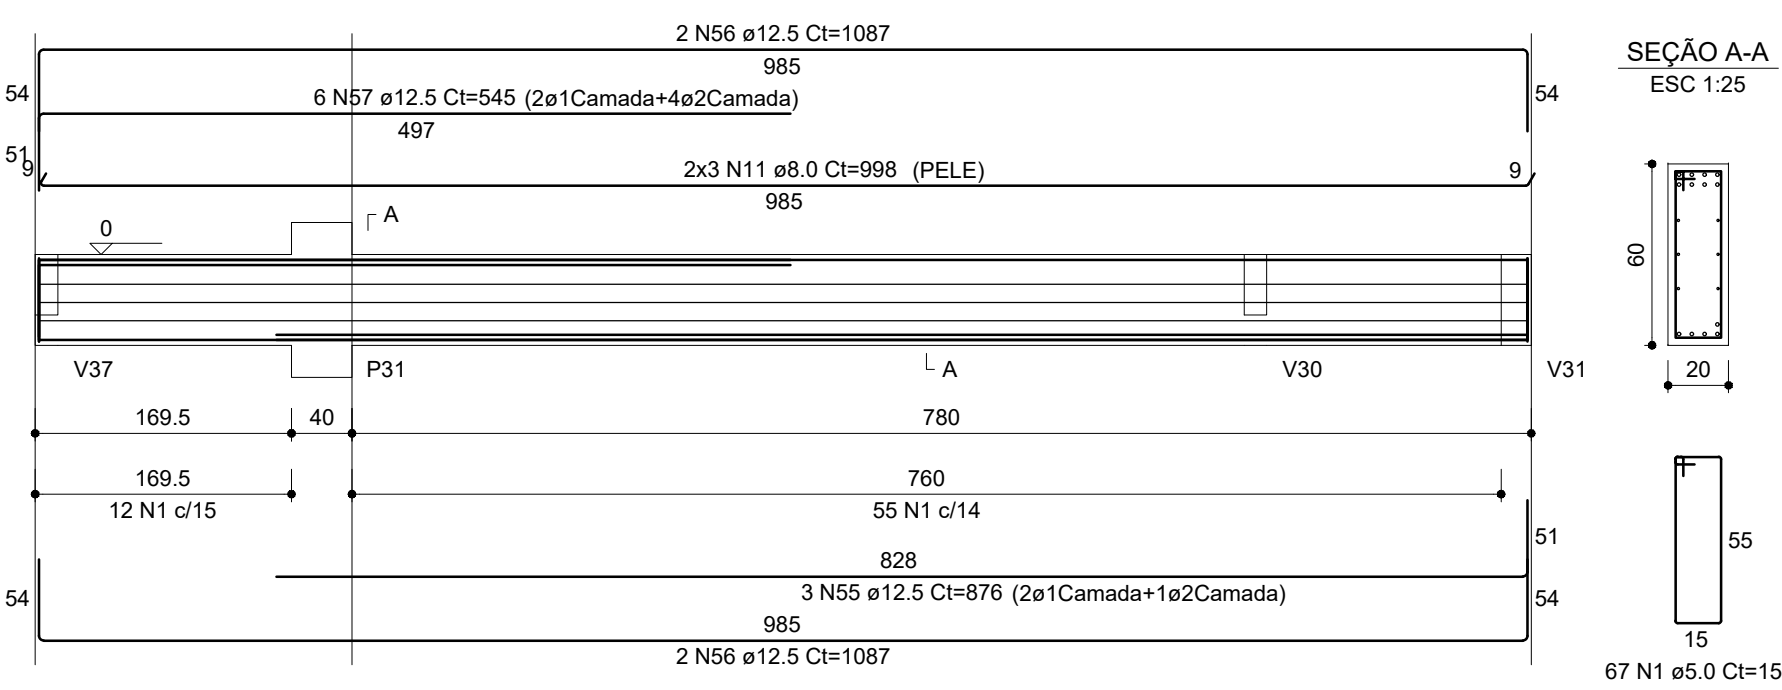 2 N56 ø12.5 Ct=1087
985
54
54
6 N57 ø12.5 Ct=545 (2ø1Camada+4ø2Camada)
497
51
9
2x3 N11 ø8.0 Ct=998 (PELE)
9
985
A
0
V37
P31
A
V30
V31
169.5
40
780
169.5
760
12 N1 c/15
55 N1 c/14
51
828
3 N55 ø12.5 Ct=876 (2ø1Camada+1ø2Camada)
54
54
985
2 N56 ø12.5 Ct=1087
SEÇÃO A-A
ESC 1:25
60
20
55
15
67 N1 ø5.0 Ct=15